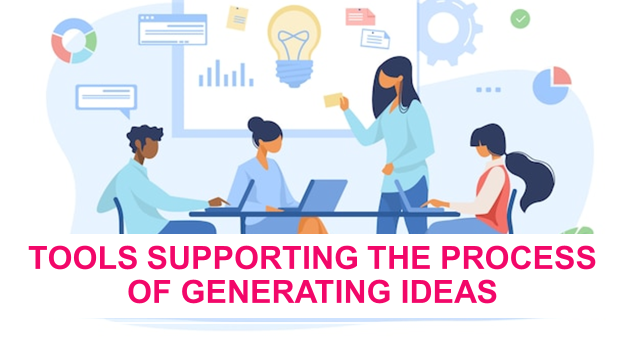 TOOLS SUPPORTING THE PROCESS
OF GENERATING IDEAS